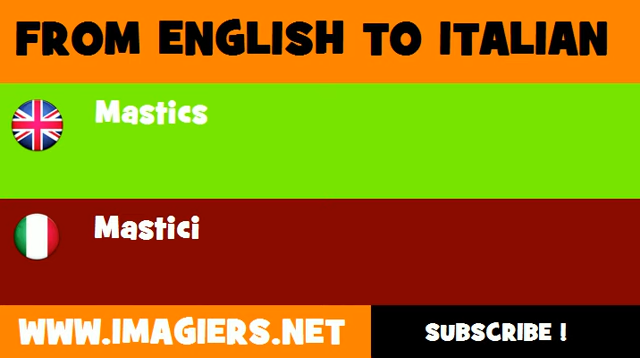 FROM ENGLISH TO ITALIAN
Mastics
Mastici
WWW.IMAGIERS.NET
SUBSCRIBE !